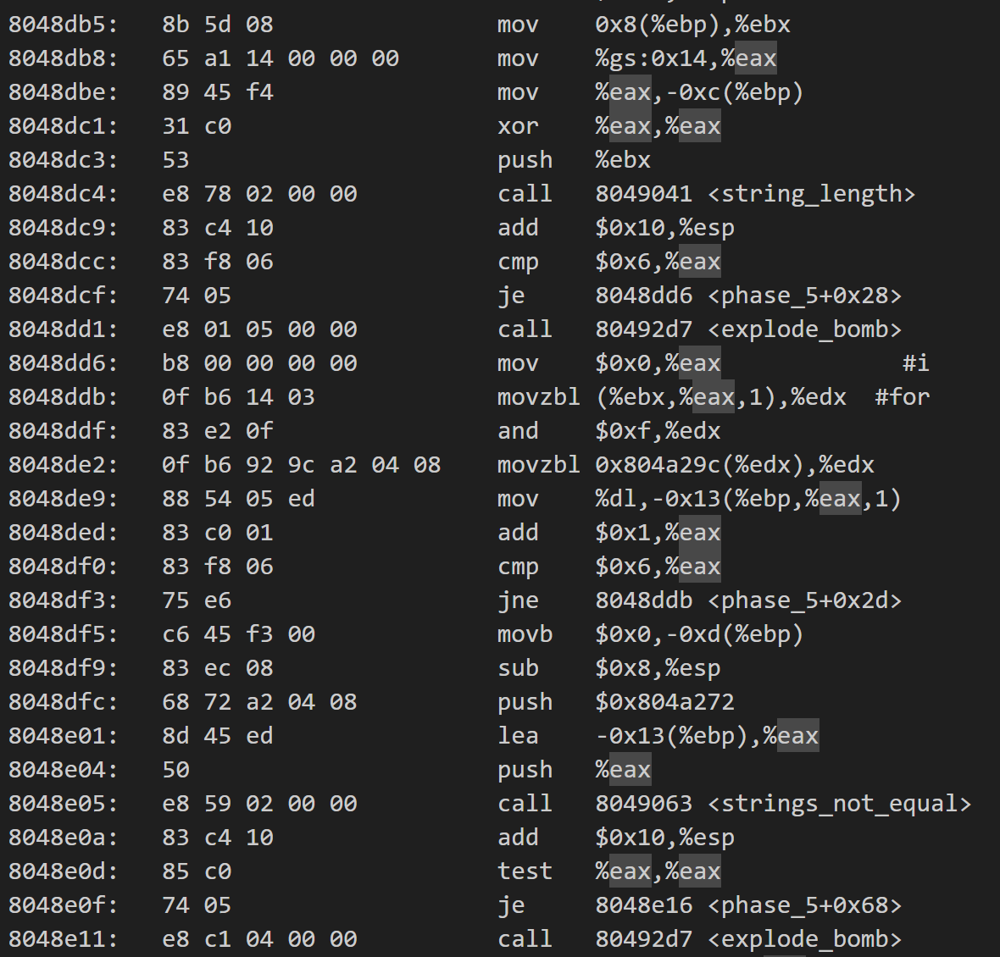 8048db5: 8b 5d 08 mov 0x8(%ebp),%ebx
8048db8: 65 a1 14 00 00 00 mov %gs:0x14,%eax
8048dbe: 89 45 f4 mov %eax,-0xc(%ebp)
8048dc1: 31 c0 xor %eax,%eax
8048dc3: 53 push %ebx
8048dc4: e8 78 02 00 00 call 8049041 <string_length>
8048dc9: 83 c4 10 add $0x10,%esp
8048dcc: 83 f8 06 cmp $0x6,%eax
8048dcf: 74 05 je 8048dd6 <phase_5+0x28>
8048dd1: e8 01 05 00 00 call 80492d7 <explode_bomb>
8048dd6: b8 00 00 00 00 mov $0x0,%eax #i
8048ddb: 0f b6 14 03 movzbl (%ebx,%eax,1),%edx #for
8048ddf: 83 e2 0f and $0xf,%edx
8048de2: 0f b6 92 9c a2 04 08 movzbl 0x804a29c(%edx),%edx
8048de9: 88 54 05 ed mov %dl,-0x13(%ebp,%eax,1)
8048ded: 83 c0 01 add $0x1,%eax
8048df0: 83 f8 06 cmp $0x6,%eax
8048df3: 75 e6 jne 8048ddb <phase_5+0x2d>
8048df5: c6 45 f3 00 movb $0x0,-0xd(%ebp)
8048df9: 83 ec 08 sub $0x8,%esp
8048dfc: 68 72 a2 04 08 push $0x804a272
8048e01: 8d 45 ed lea -0x13(%ebp),%eax
8048e04: 50 push %eax
8048e05: e8 59 02 00 00 call 8049063 <strings_not_equal>
8048e0a: 83 c4 10 add $0x10,%esp
8048e0d: 85 c0 test %eax,%eax
8048e0f: 74 05 je 8048e16 <phase_5+0x68>
8048e11: e8 c1 04 00 00 call 80492d7 <explode_bomb>